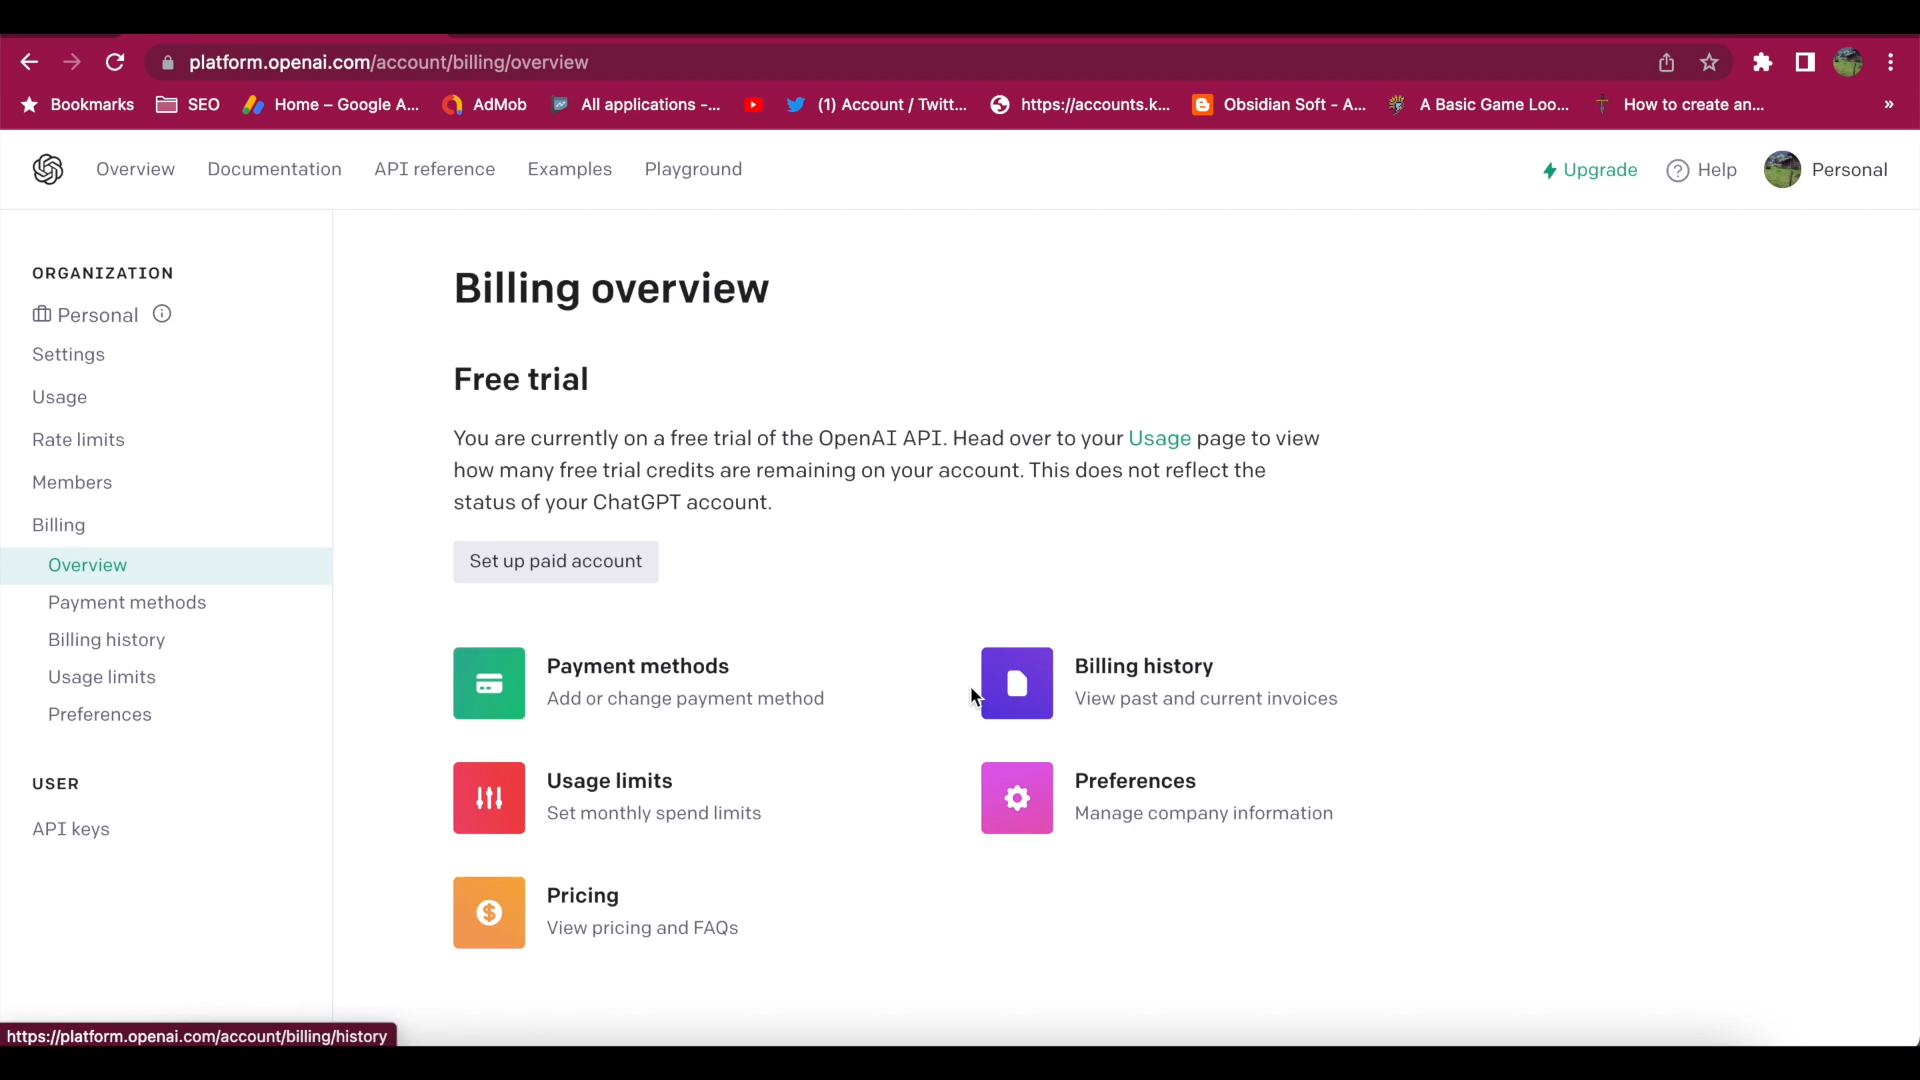 platform.openai.com/account/billing/overview
Bookmarks SEO Home – Google A... AdMob All applications -... (1) Account / Twitt... https://accounts.k... Obsidian Soft - A... A Basic Game Loo... How to create an... »
Overview Documentation API reference Examples Playground Upgrade ? Help Personal
ORGANIZATION
Personal
Settings
Usage
Rate limits
Members
Billing
Overview
Payment methods
Billing history
Usage limits
Preferences
USER
API keys
Billing overview
Free trial
You are currently on a free trial of the OpenAI API. Head over to your Usage page to view
how many free trial credits are remaining on your account. This does not reflect the
status of your ChatGPT account.
Set up paid account
Payment methods
Add or change payment method
Billing history
View past and current invoices
Usage limits
Set monthly spend limits
Preferences
Manage company information
Pricing
View pricing and FAQs
https://platform.openai.com/account/billing/history